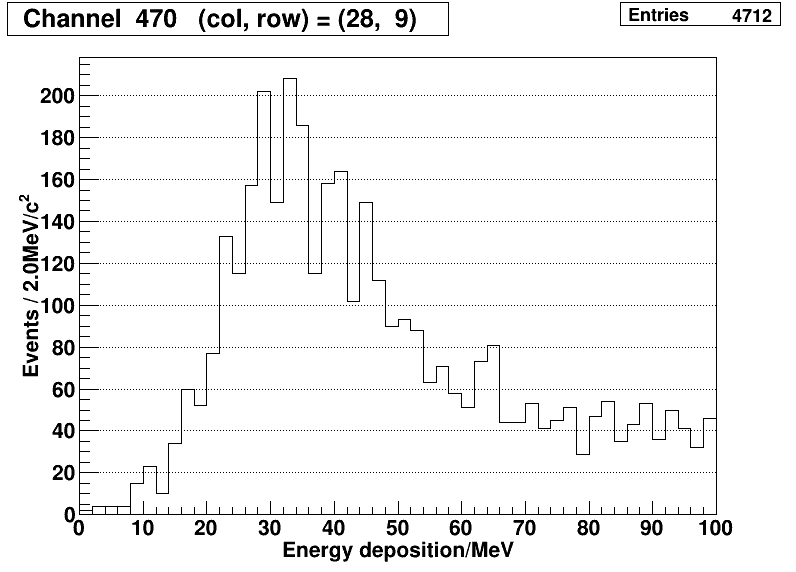 Channel 470 (col, row) = (28, 9)
Entries 4712
Events / 2.0MeV/c²
200
180
160
140
120
100
80
60
40
20
0
0 10 20 30 40 50 60 70 80 90 100
Energy deposition/MeV